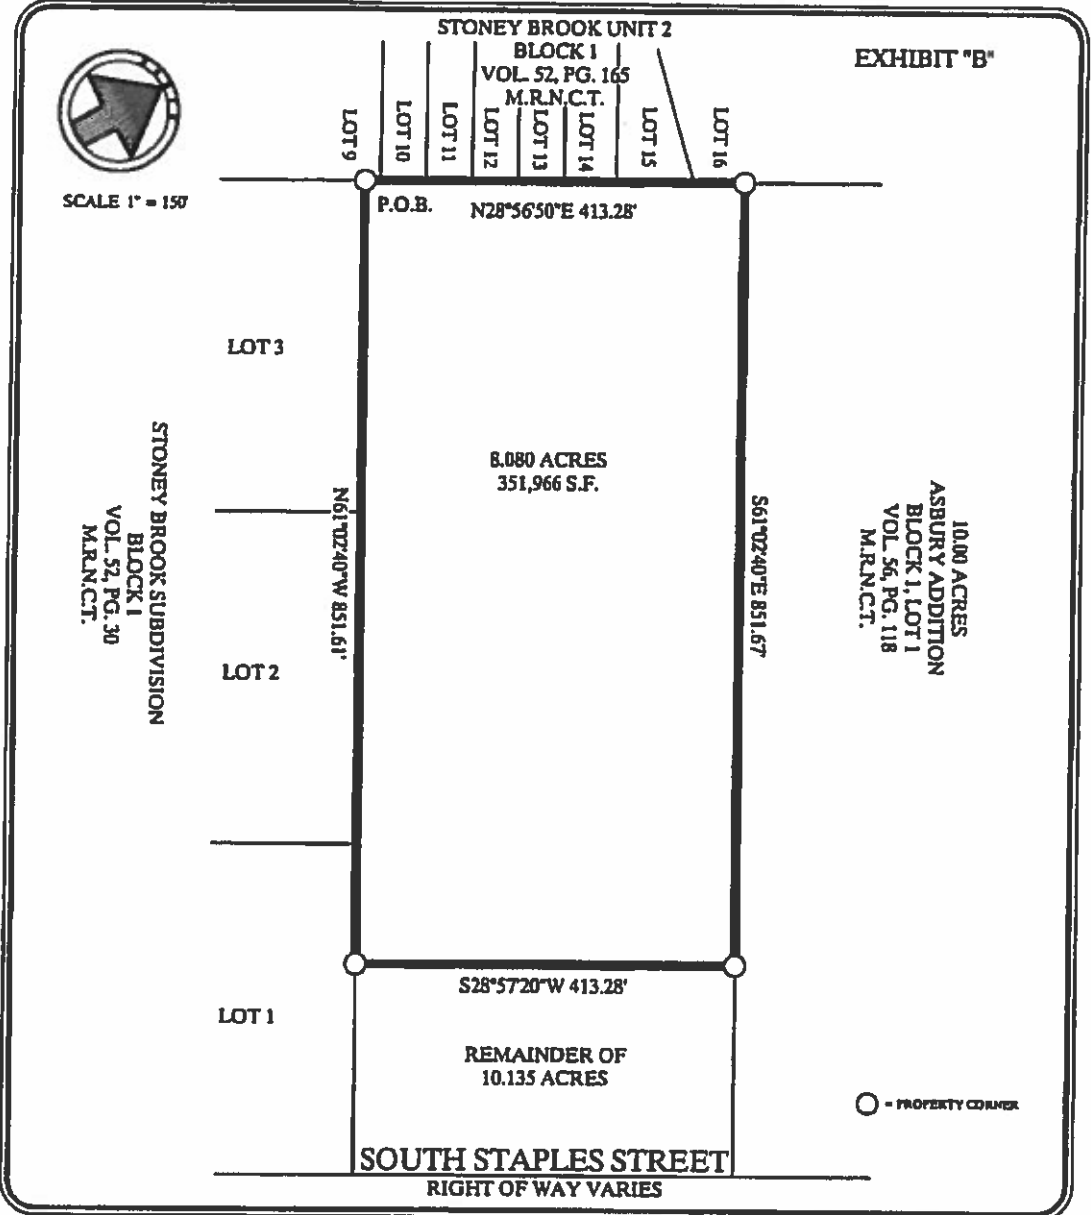 STONEY BROOK UNIT 2
BLOCK 1
VOL. 52, PG. 165
M.R.N.C.T.
EXHIBIT "B"
SCALE 1" = 150'
LOT 9
LOT 10
LOT 11
LOT 12
LOT 13
LOT 14
LOT 15
LOT 16
P.O.B.
N28°56'50"E 413.28'
LOT 3
8.080 ACRES
351,966 S.F.
STONEY BROOK SUBDIVISION
BLOCK 1
VOL. 52, PG. 30
M.R.N.C.T.
N61°02'40"W 851.61'
S61°02'40"E 851.67'
10.00 ACRES
ASBURY ADDITION
BLOCK 1, LOT 1
VOL. 56, PG. 118
M.R.N.C.T.
LOT 2
S28°57'20"W 413.28'
LOT 1
REMAINDER OF
10.135 ACRES
= PROPERTY CORNER
SOUTH STAPLES STREET
RIGHT OF WAY VARIES